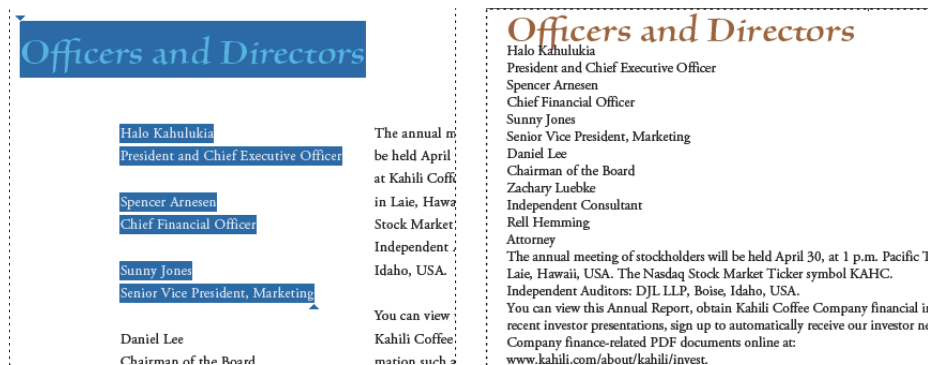 Officers and Directors
Halo Kahulukia
President and Chief Executive Officer
Spencer Arnesen
Chief Financial Officer
Sunny Jones
Senior Vice President, Marketing
Daniel Lee
Chairman of the Board
The annual
be held April
at Kahili
in Laie,
Stock Market
Independent
Idaho, USA.
You can view
Kahili Coffee
mation such
Officers and Directors
Halo Kahulukia
President and Chief Executive Officer
Spencer Arnesen
Chief Financial Officer
Sunny Jones
Senior Vice President, Marketing
Daniel Lee
Chairman of the Board
Zachary Luebke
Independent Consultant
Rell Hemming
Attorney
The annual meeting of stockholders will be held April 30, at 1 p.m. Pacific
Laie, Hawaii, USA. The Nasdaq Stock Market Ticker symbol KAHC.
Independent Auditors: DJL LLP, Boise, Idaho, USA.
You can view this Annual Report, obtain Kahili Coffee Company financial
recent investor presentations, sign up to automatically receive our investor
Company finance-related PDF documents online at:
www.kahili.com/about/kahili/invest.